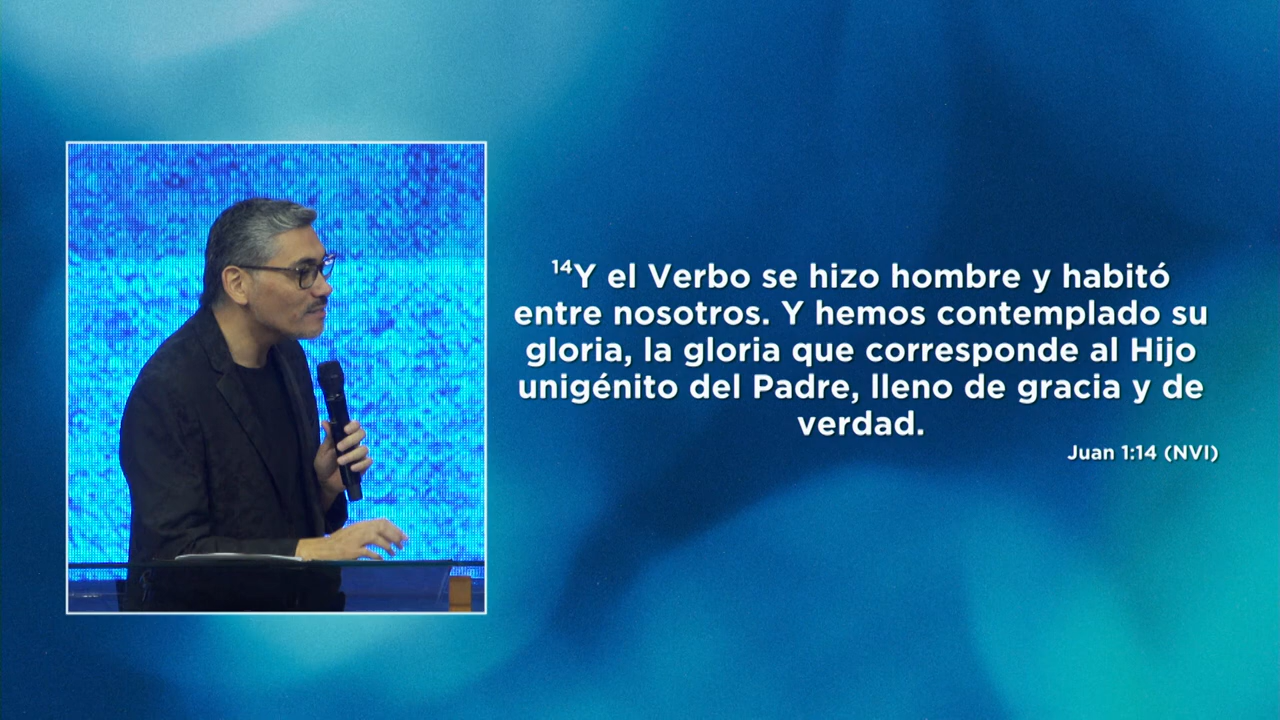 ¹⁴Y el Verbo se hizo hombre y habitó
entre nosotros. Y hemos contemplado su
gloria, la gloria que corresponde al Hijo
unigénito del Padre, lleno de gracia y de
verdad.
Juan 1:14 (NVI)